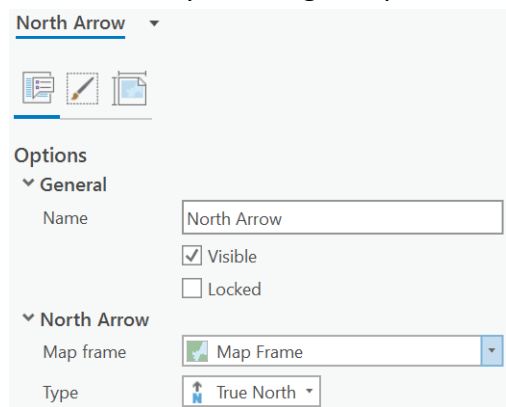 North Arrow
Options
General
Name North Arrow
Visible
Locked
North Arrow
Map frame Map Frame
Type N True North